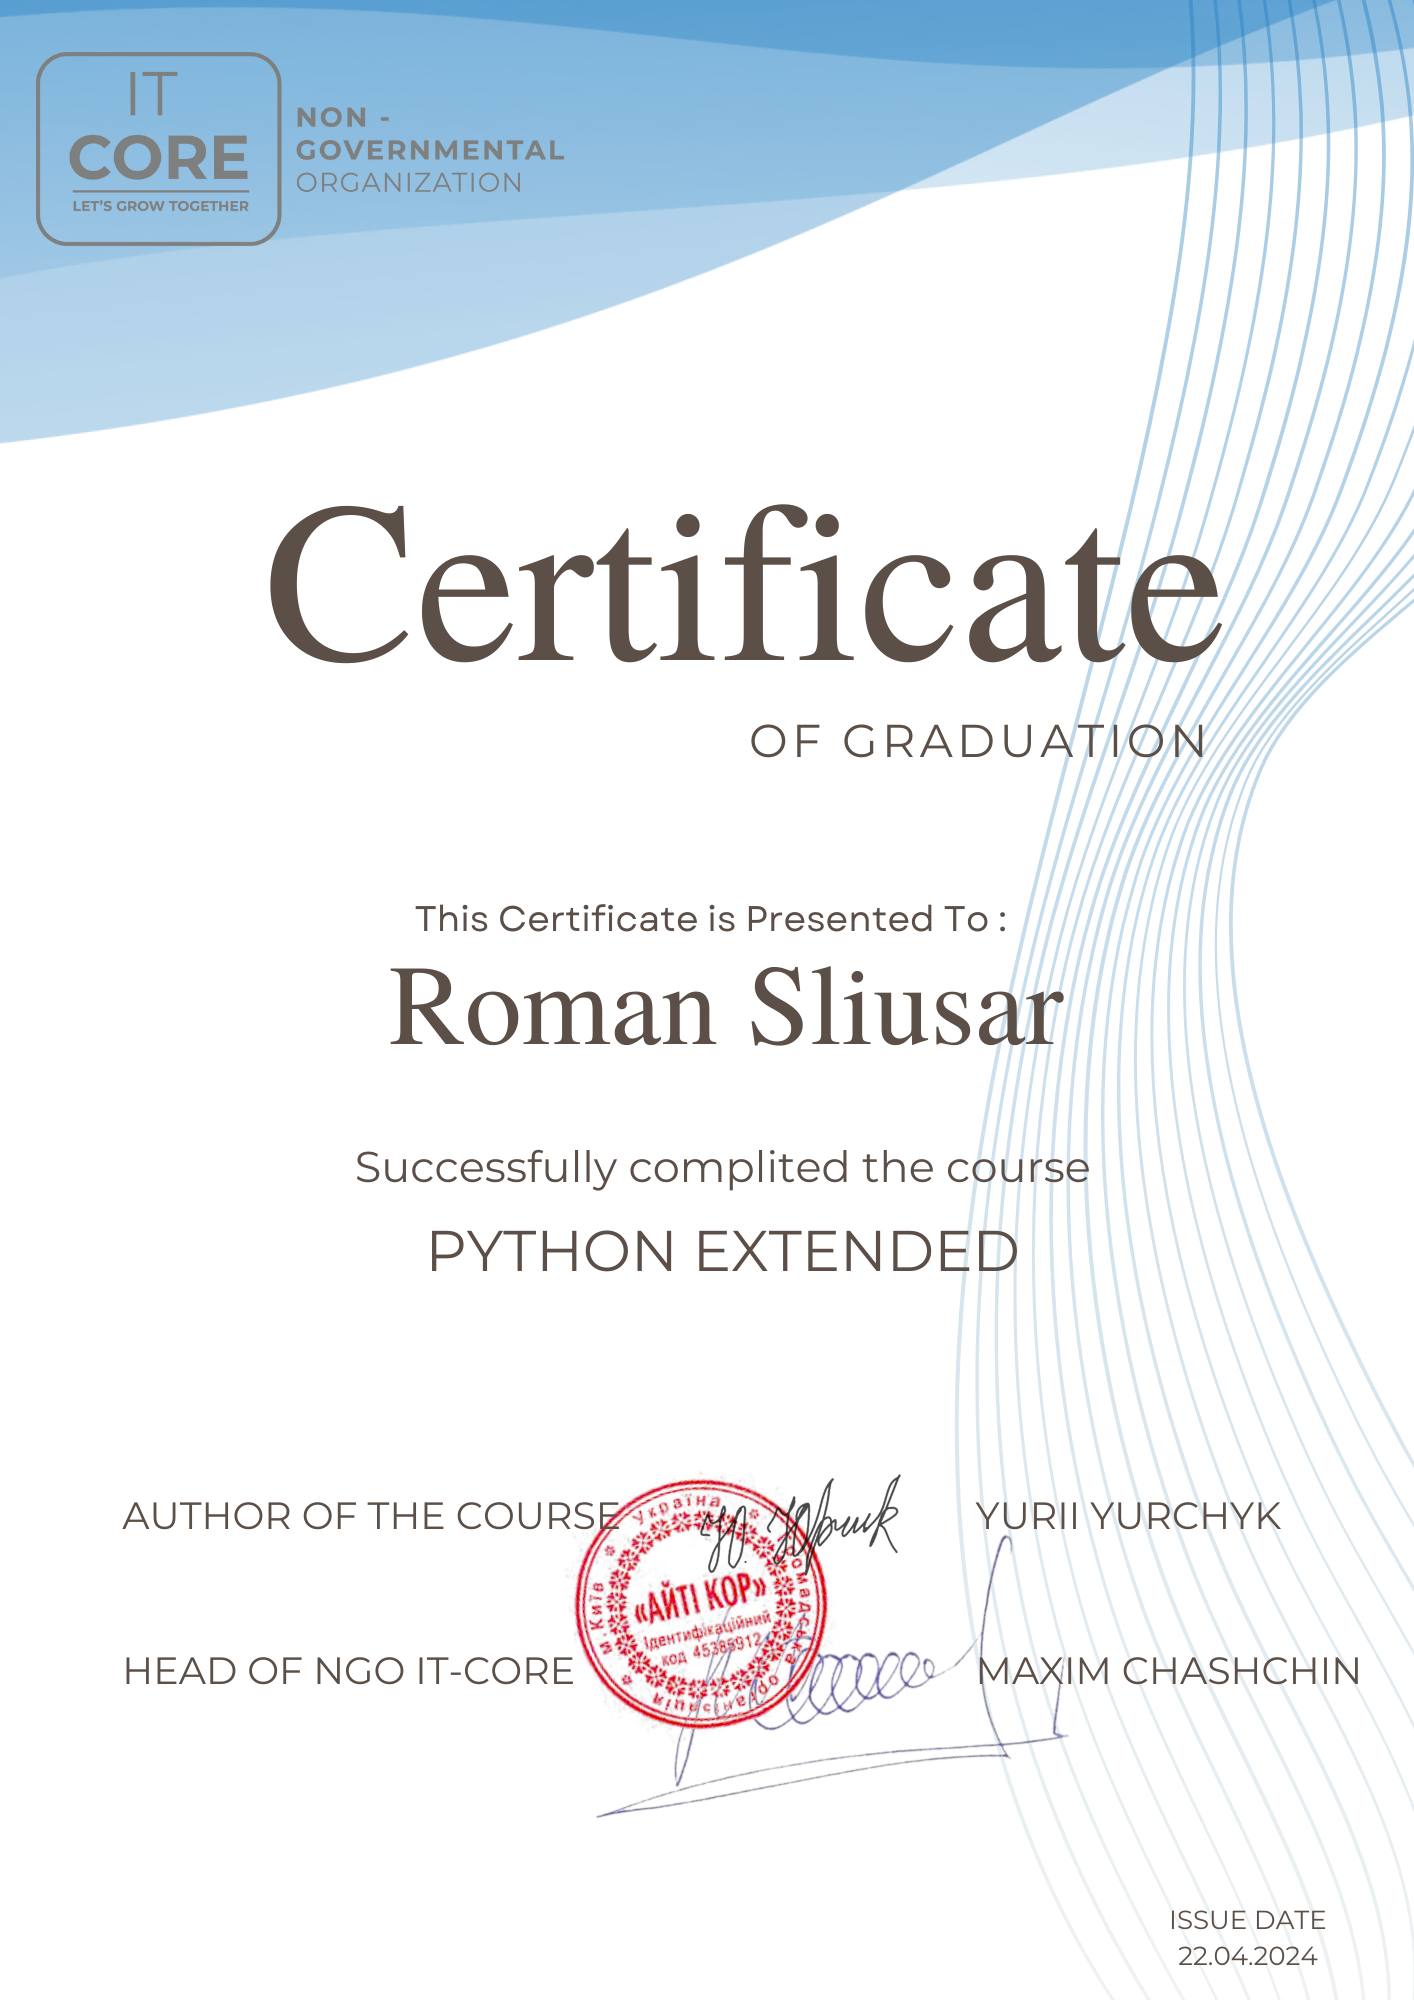 IT
CORE
LET'S GROW TOGETHER
NON -
GOVERNMENTAL
ORGANIZATION
Certificate
OF GRADUATION
This Certificate is Presented To :
Roman Sliusar
Successfully complited the course
PYTHON EXTENDED
AUTHOR OF THE COURSE
YURII YURCHYK
Україна
м.Київ
громадська
організація
«АЙТІ КОР»
Ідентифікаційний
код 45385912
HEAD OF NGO IT-CORE
MAXIM CHASHCHIN
ISSUE DATE
22.04.2024